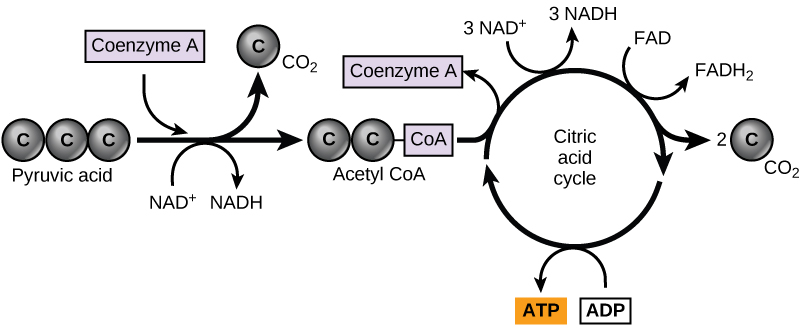 Coenzyme A
C
CO₂
C C C
Pyruvic acid
NAD⁺
NADH
C C CoA
Acetyl CoA
Coenzyme A
3 NAD⁺
3 NADH
FAD
FADH₂
Citric
acid
cycle
2 C
CO₂
ATP
ADP